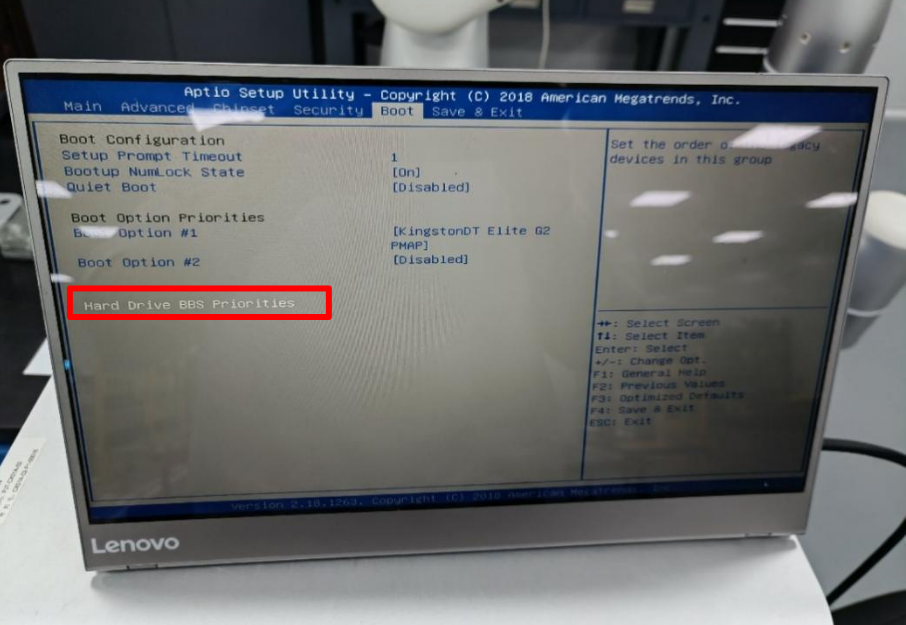 Aptio Setup Utility – Copyright (C) 2018 American Megatrends, Inc.
Main Advanced Chipset Security Boot Save & Exit
Boot Configuration
Setup Prompt Timeout 1
Bootup NumLock State [On]
Quiet Boot [Disabled]
Boot Option Priorities
Boot Option #1 [KingstonDT Elite G2
PMAP]
Boot Option #2 [Disabled]
Hard Drive BBS Priorities
Set the order of the legacy
devices in this group
→←: Select Screen
↑↓: Select Item
Enter: Select
+/-: Change Opt.
F1: General Help
F2: Previous Values
F3: Optimized Defaults
F4: Save & Exit
ESC: Exit
Version 2.18.1263. Copyright (C) 2018 American Megatrends, Inc.
Lenovo